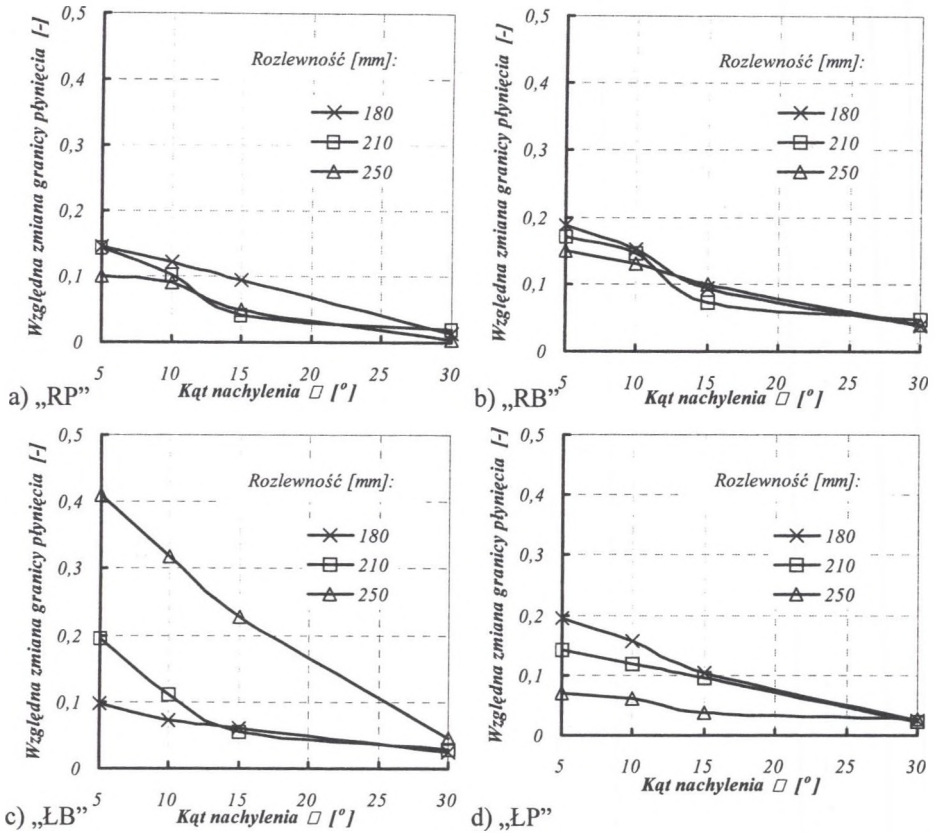 Względna zmiana granicy płynięcia [-]
0,5
0,4
0,3
0,2
0,1
0
Rozlewność [mm]:
180
210
250
5 10 15 20 25 30
Kąt nachylenia □ [°]
a) „RP”
Względna zmiana granicy płynięcia [-]
0,5
0,4
0,3
0,2
0,1
0
Rozlewność [mm]:
180
210
250
5 10 15 20 25 30
Kąt nachylenia □ [°]
b) „RB”
Względna zmiana granicy płynięcia [-]
0,5
0,4
0,3
0,2
0,1
0
Rozlewność [mm]:
180
210
250
5 10 15 20 25 30
Kąt nachylenia □ [°]
c) „ŁB”
Względna zmiana granicy płynięcia [-]
0,5
0,4
0,3
0,2
0,1
0
Rozlewność [mm]:
180
210
250
5 10 15 20 25 30
Kąt nachylenia □ [°]
d) „ŁP”